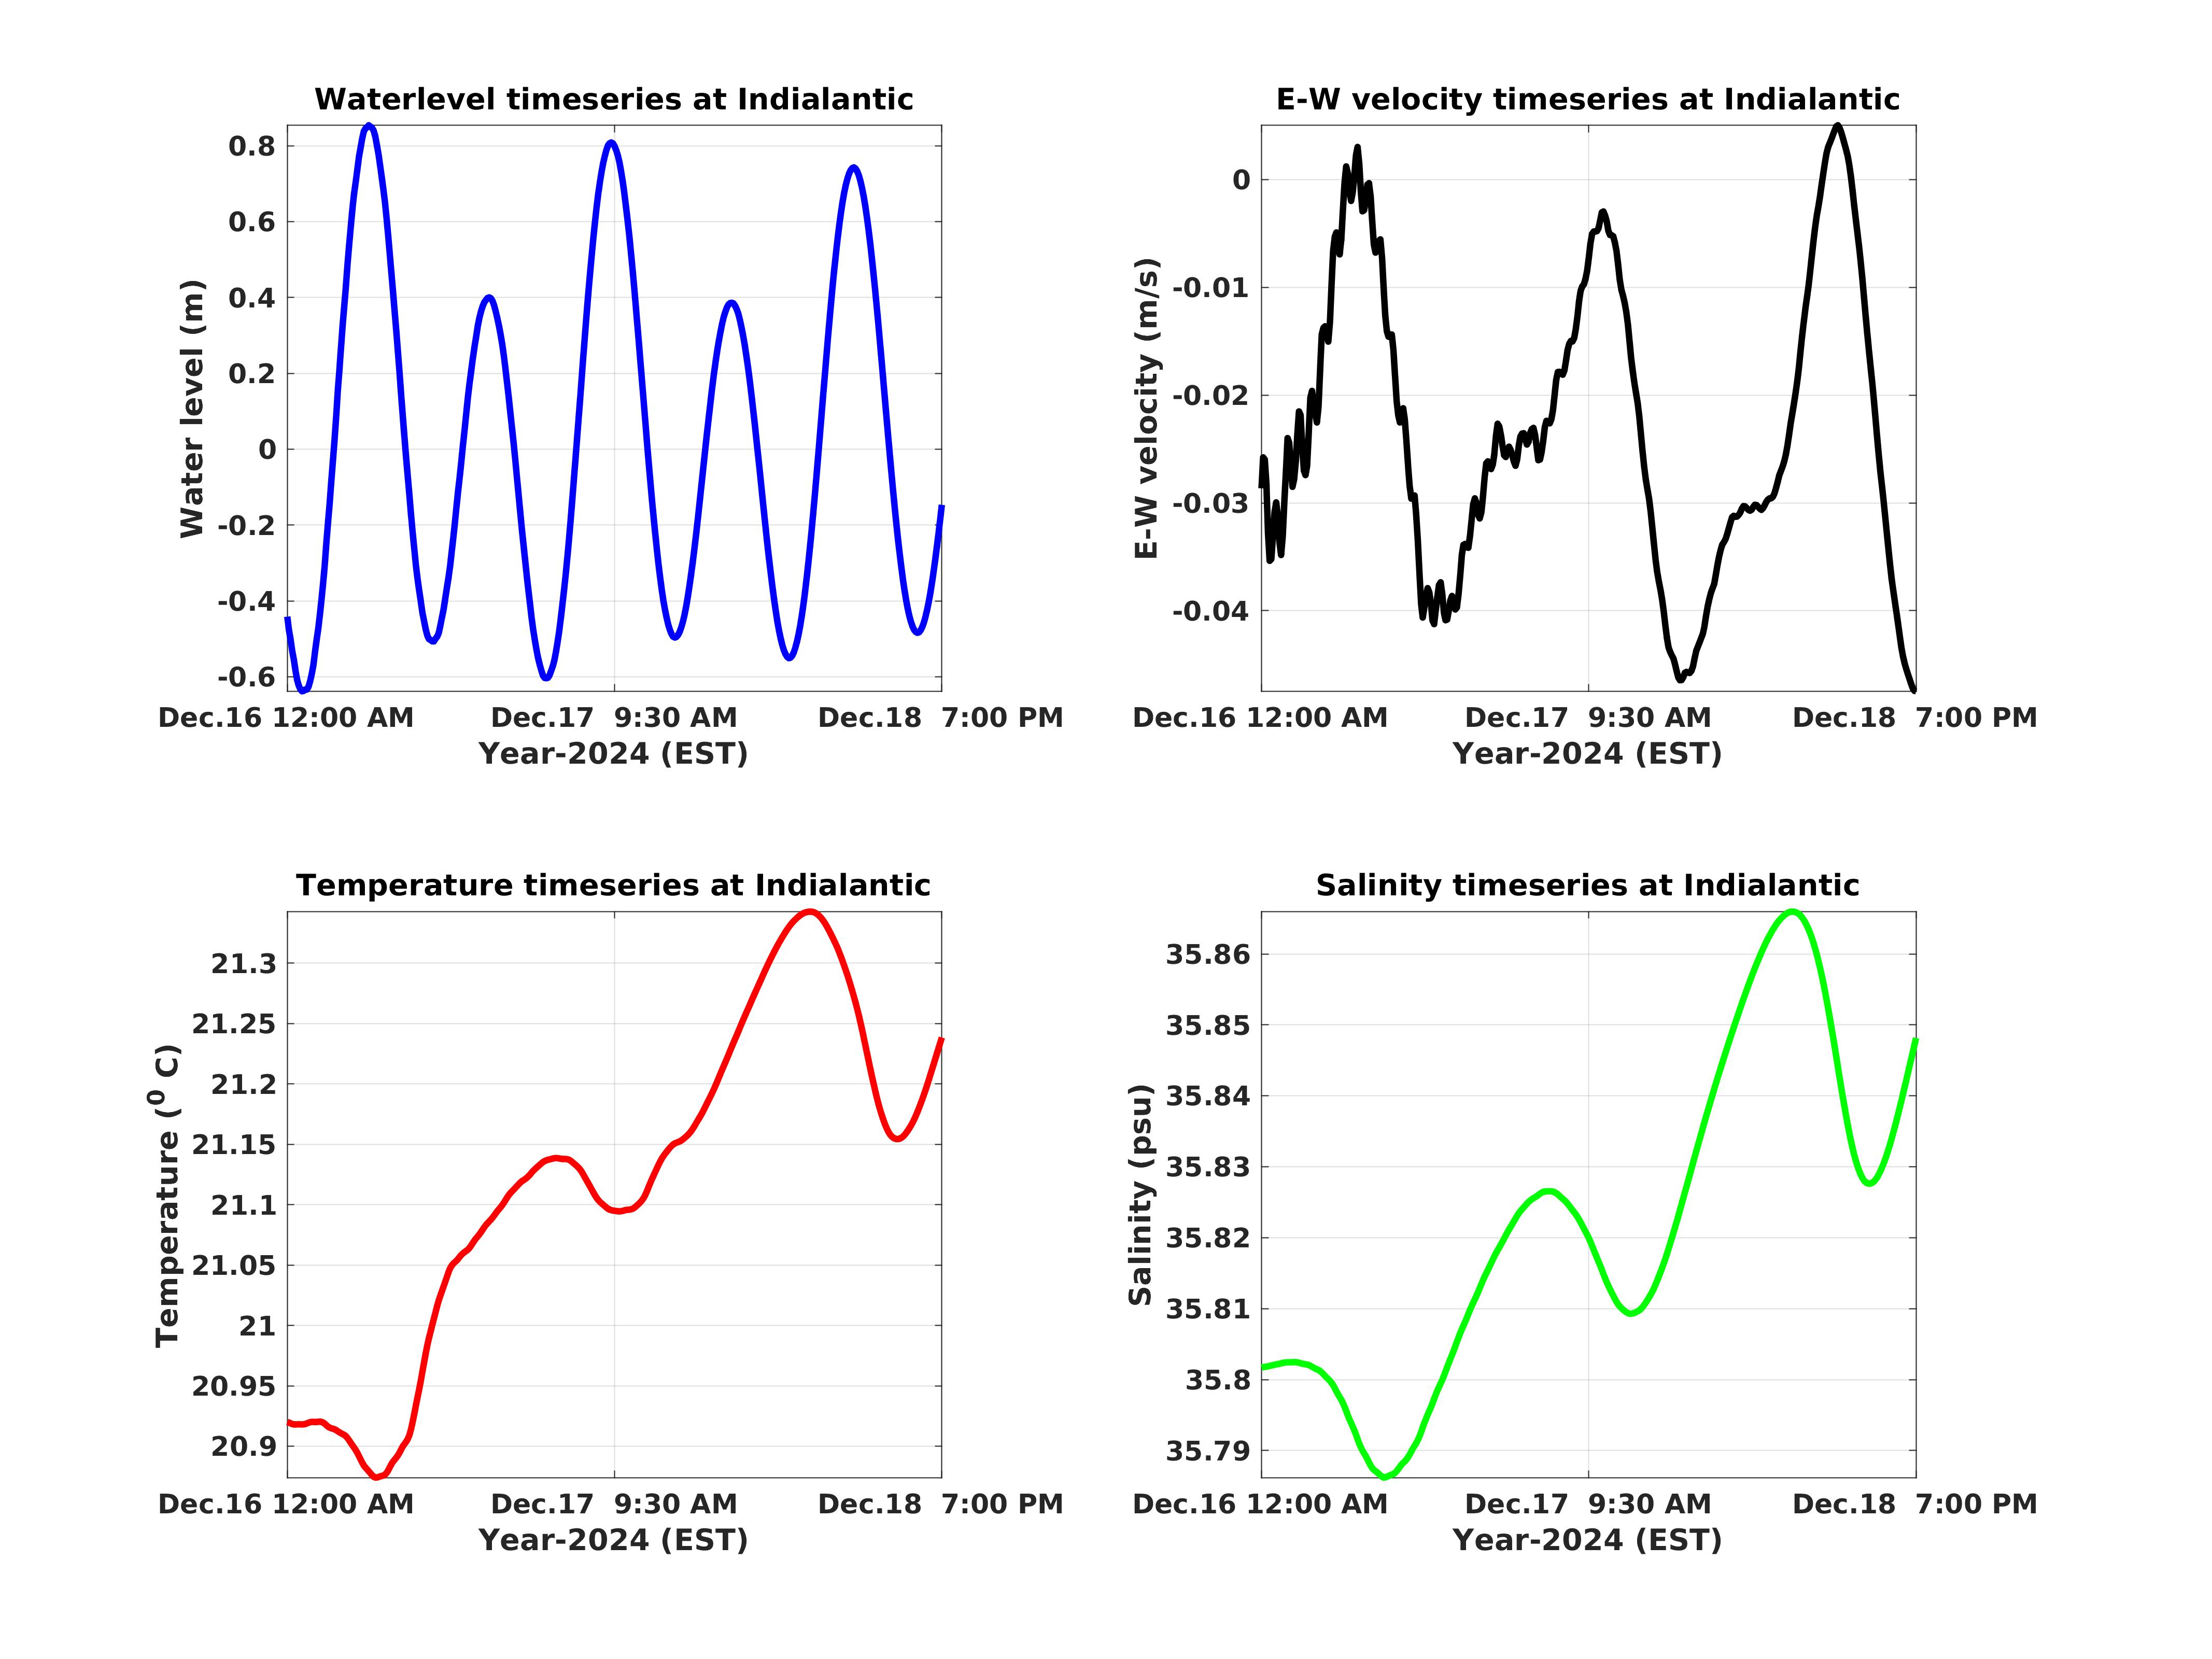 Waterlevel timeseries at Indialantic
0.8
0.6
0.4
0.2
0
-0.2
-0.4
-0.6
Water level (m)
Dec.16 12:00 AM Dec.17 9:30 AM Dec.18 7:00 PM
Year-2024 (EST)
E-W velocity timeseries at Indialantic
0
-0.01
-0.02
-0.03
-0.04
E-W velocity (m/s)
Dec.16 12:00 AM Dec.17 9:30 AM Dec.18 7:00 PM
Year-2024 (EST)
Temperature timeseries at Indialantic
21.3
21.25
21.2
21.15
21.1
21.05
21
20.95
20.9
Temperature (⁰ C)
Dec.16 12:00 AM Dec.17 9:30 AM Dec.18 7:00 PM
Year-2024 (EST)
Salinity timeseries at Indialantic
35.86
35.85
35.84
35.83
35.82
35.81
35.8
35.79
Salinity (psu)
Dec.16 12:00 AM Dec.17 9:30 AM Dec.18 7:00 PM
Year-2024 (EST)